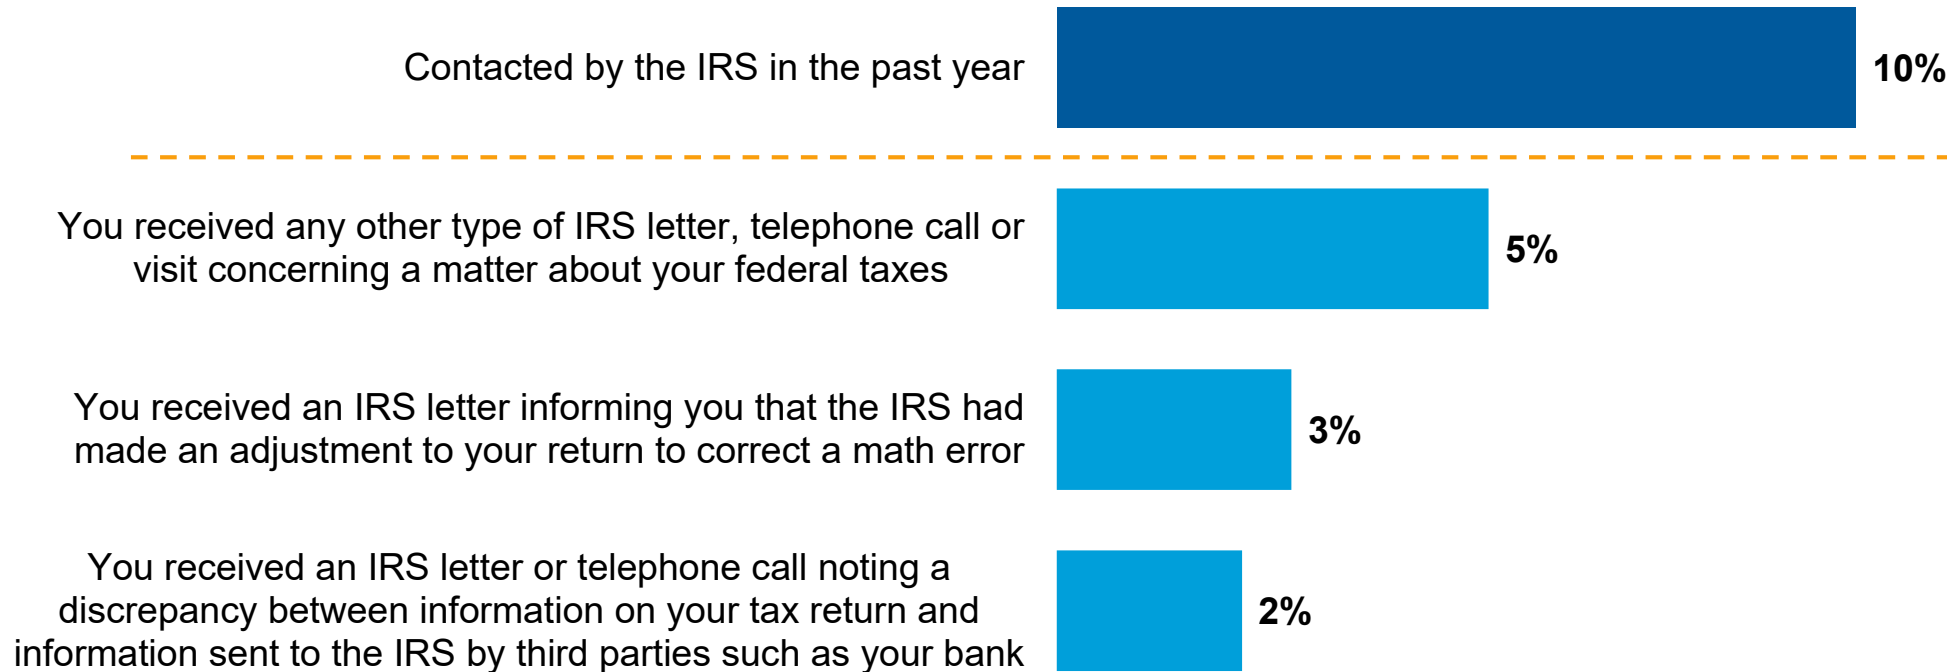 Contacted by the IRS in the past year
10%
You received any other type of IRS letter, telephone call or
visit concerning a matter about your federal taxes
5%
You received an IRS letter informing you that the IRS had
made an adjustment to your return to correct a math error
3%
You received an IRS letter or telephone call noting a
discrepancy between information on your tax return and
information sent to the IRS by third parties such as your bank
2%